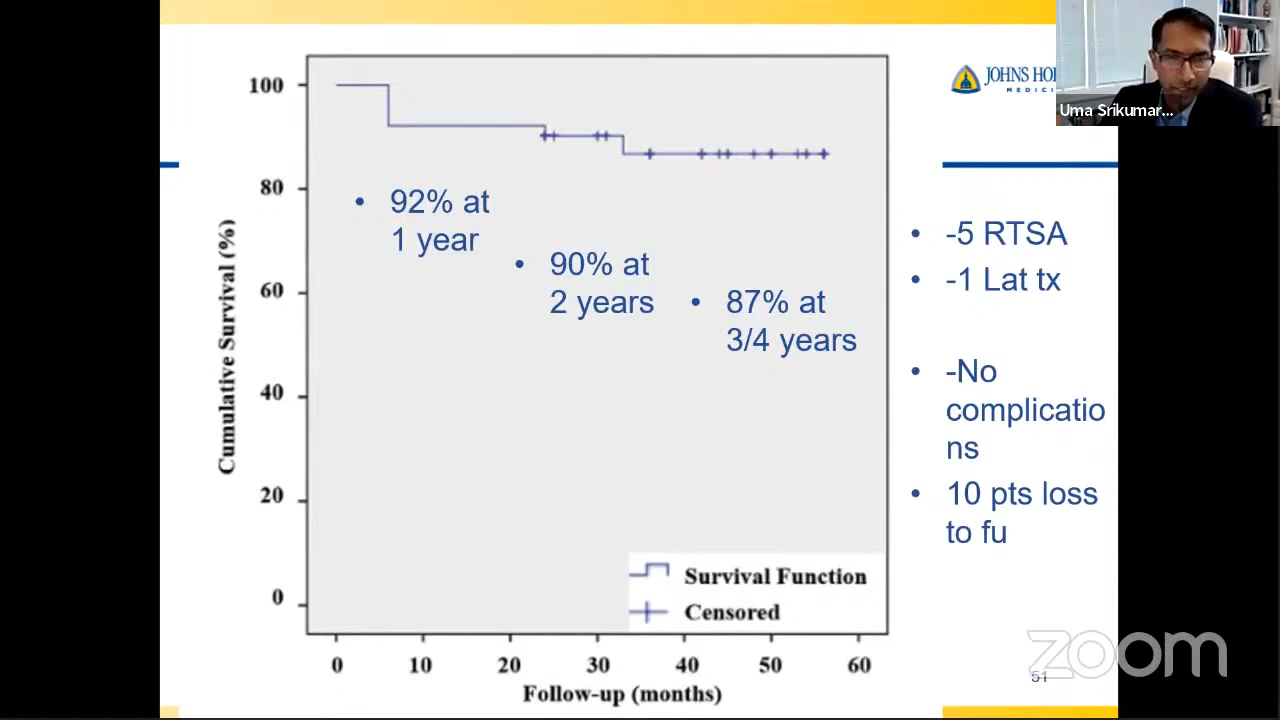 JOHNS HO
MEDICI
Uma Srikumar...
100
80
60
40
20
0
Cumulative Survival (%)
• 92% at
1 year
• 90% at
2 years
• 87% at
3/4 years
Survival Function
Censored
0 10 20 30 40 50 60
Follow-up (months)
• -5 RTSA
• -1 Lat tx
• -No
complicatio
ns
• 10 pts loss
to fu
zoom
51